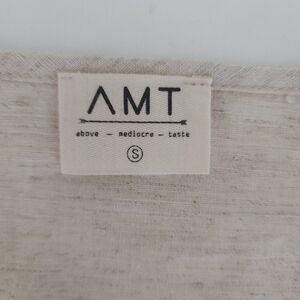 AMT
above — mediocre — taste
S